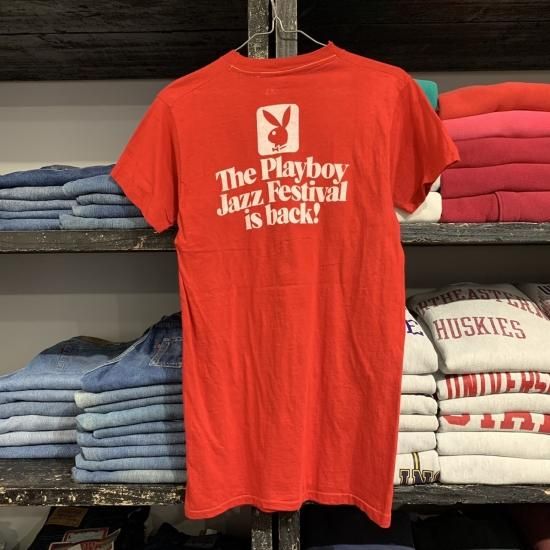 The Playboy
Jazz Festival
is back!
HUSKIES